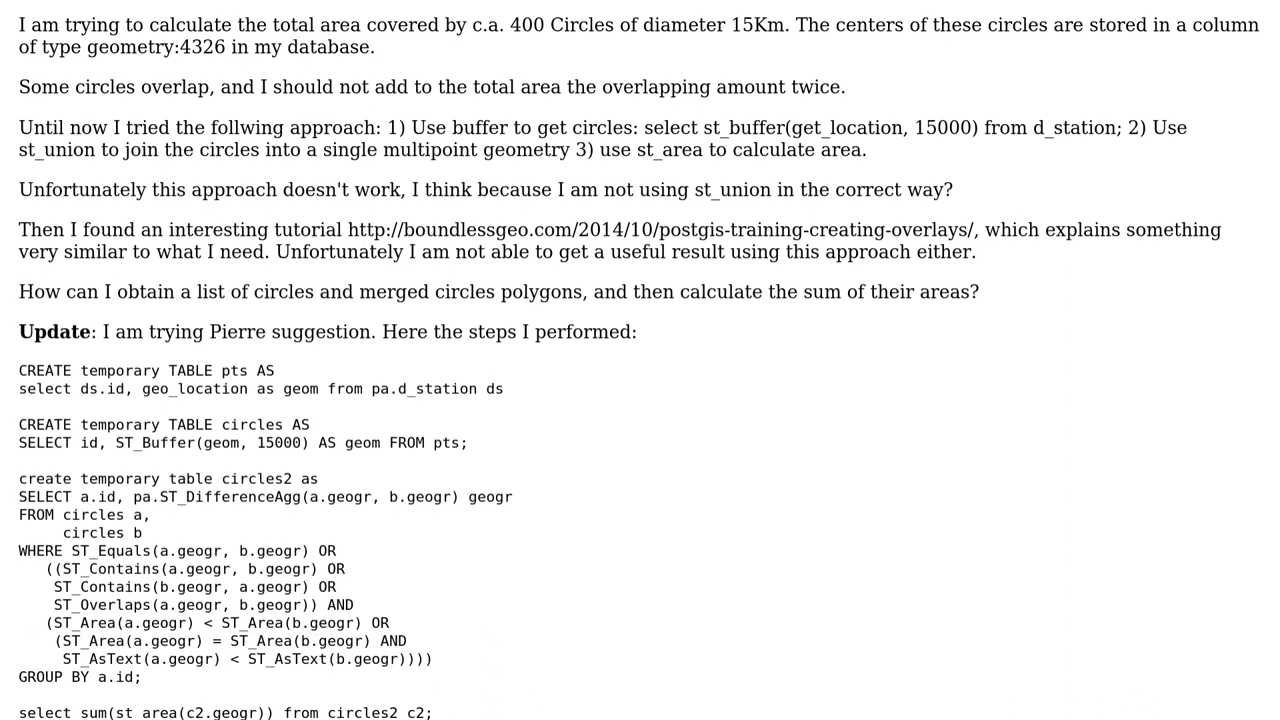 I am trying to calculate the total area covered by c.a. 400 Circles of diameter 15Km. The centers of these circles are stored in a column
of type geometry:4326 in my database.
Some circles overlap, and I should not add to the total area the overlapping amount twice.
Until now I tried the follwing approach: 1) Use buffer to get circles: select st_buffer(get_location, 15000) from d_station; 2) Use
st_union to join the circles into a single multipoint geometry 3) use st_area to calculate area.
Unfortunately this approach doesn't work, I think because I am not using st_union in the correct way?
Then I found an interesting tutorial http://boundlessgeo.com/2014/10/postgis-training-creating-overlays/, which explains something
very similar to what I need. Unfortunately I am not able to get a useful result using this approach either.
How can I obtain a list of circles and merged circles polygons, and then calculate the sum of their areas?
Update: I am trying Pierre suggestion. Here the steps I performed:
CREATE temporary TABLE pts AS
select ds.id, geo_location as geom from pa.d_station ds
CREATE temporary TABLE circles AS
SELECT id, ST_Buffer(geom, 15000) AS geom FROM pts;
create temporary table circles2 as
SELECT a.id, pa.ST_DifferenceAgg(a.geogr, b.geogr) geogr
FROM circles a,
     circles b
WHERE ST_Equals(a.geogr, b.geogr) OR
   ((ST_Contains(a.geogr, b.geogr) OR
    ST_Contains(b.geogr, a.geogr) OR
    ST_Overlaps(a.geogr, b.geogr)) AND
   (ST_Area(a.geogr) < ST_Area(b.geogr) OR
    (ST_Area(a.geogr) = ST_Area(b.geogr) AND
     ST_AsText(a.geogr) < ST_AsText(b.geogr))))
GROUP BY a.id;
select sum(st_area(c2.geogr)) from circles2 c2;